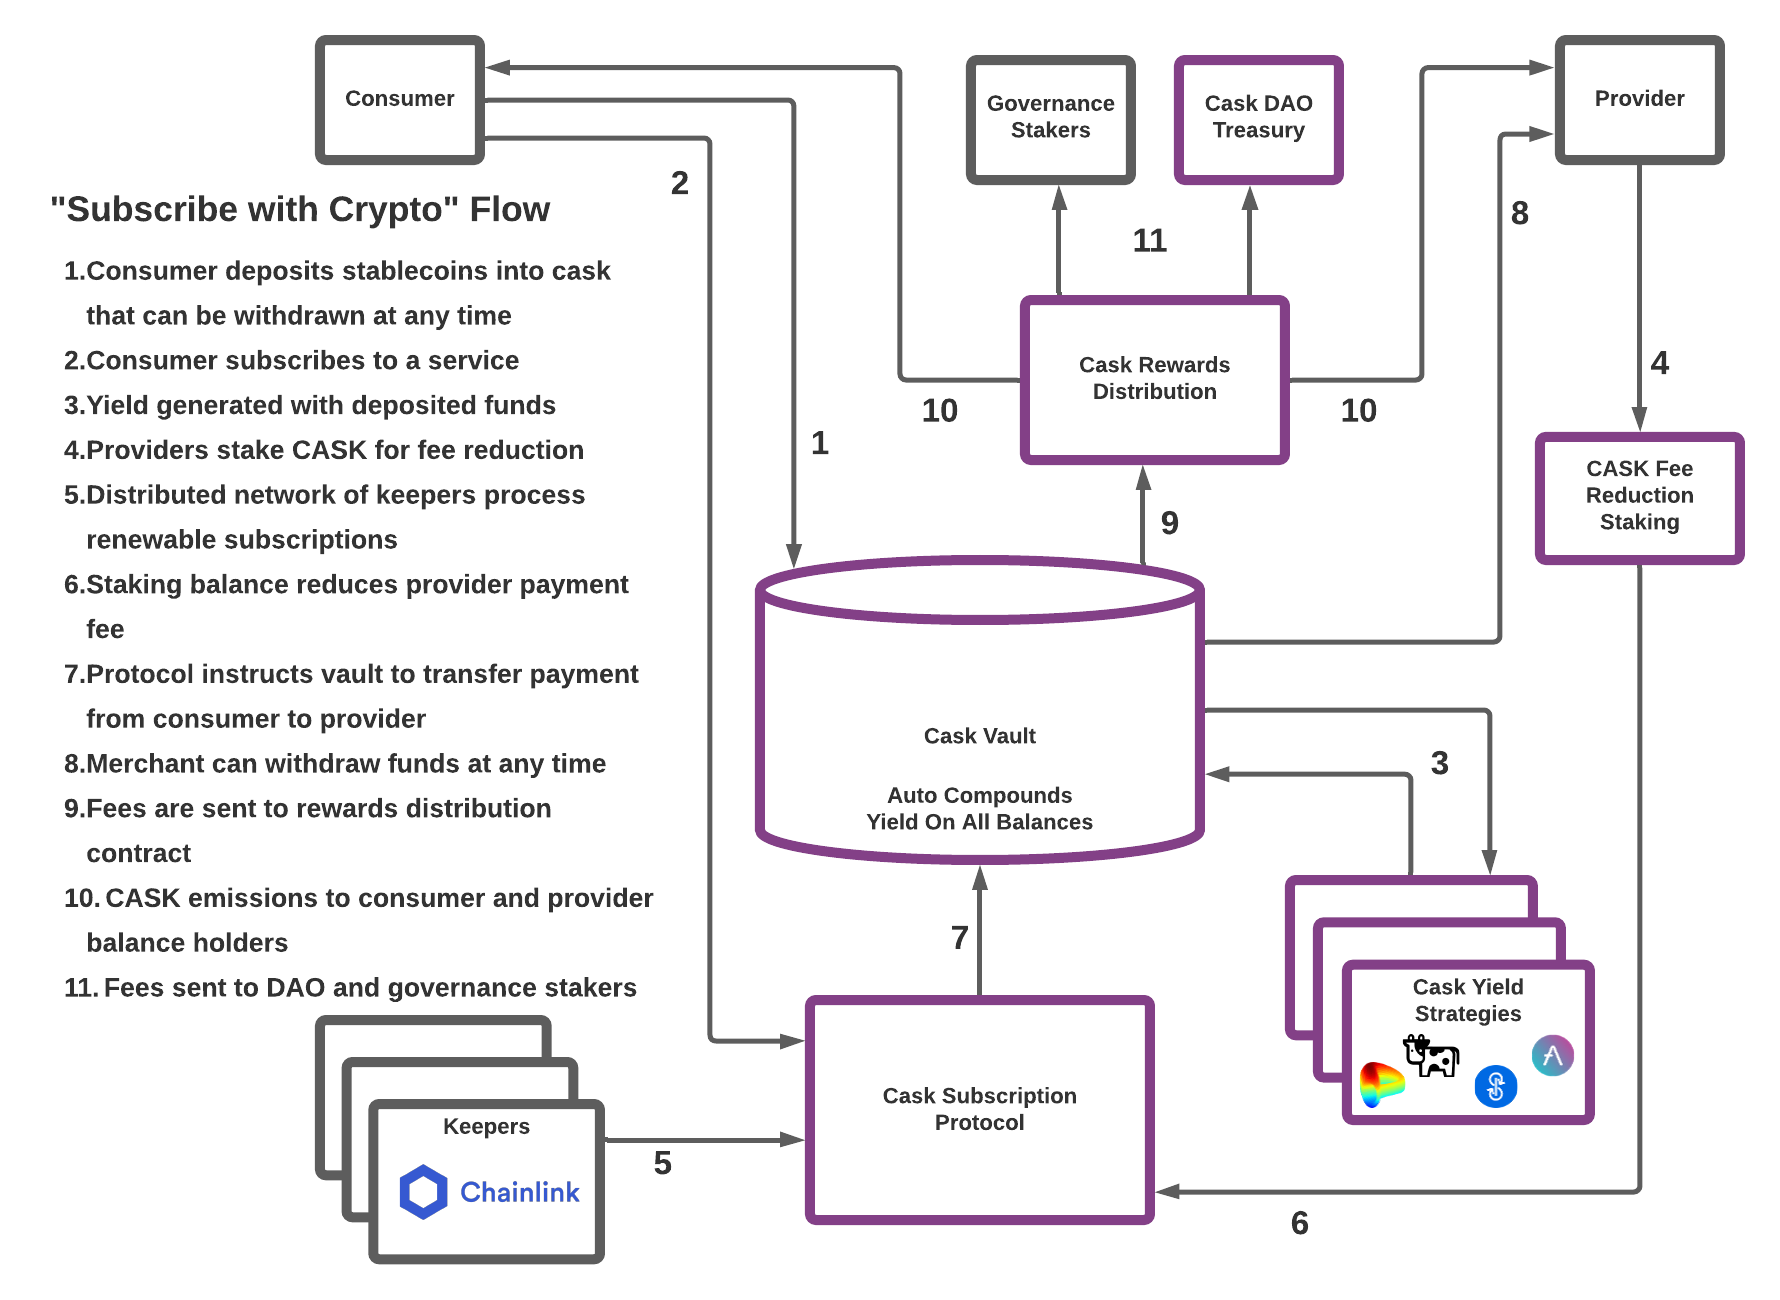 Consumer
Governance
Stakers
Cask DAO
Treasury
Provider
2
"Subscribe with Crypto" Flow
1.Consumer deposits stablecoins into cask
that can be withdrawn at any time
2.Consumer subscribes to a service
3.Yield generated with deposited funds
4.Providers stake CASK for fee reduction
5.Distributed network of keepers process
renewable subscriptions
6.Staking balance reduces provider payment
fee
7.Protocol instructs vault to transfer payment
from consumer to provider
8.Merchant can withdraw funds at any time
9.Fees are sent to rewards distribution
contract
10. CASK emissions to consumer and provider
balance holders
11. Fees sent to DAO and governance stakers
8
11
Cask Rewards
Distribution
10
10
4
1
9
CASK Fee
Reduction
Staking
Cask Vault
Auto Compounds
Yield On All Balances
3
7
Cask Yield
Strategies
Cask Subscription
Protocol
Keepers
Chainlink
5
6